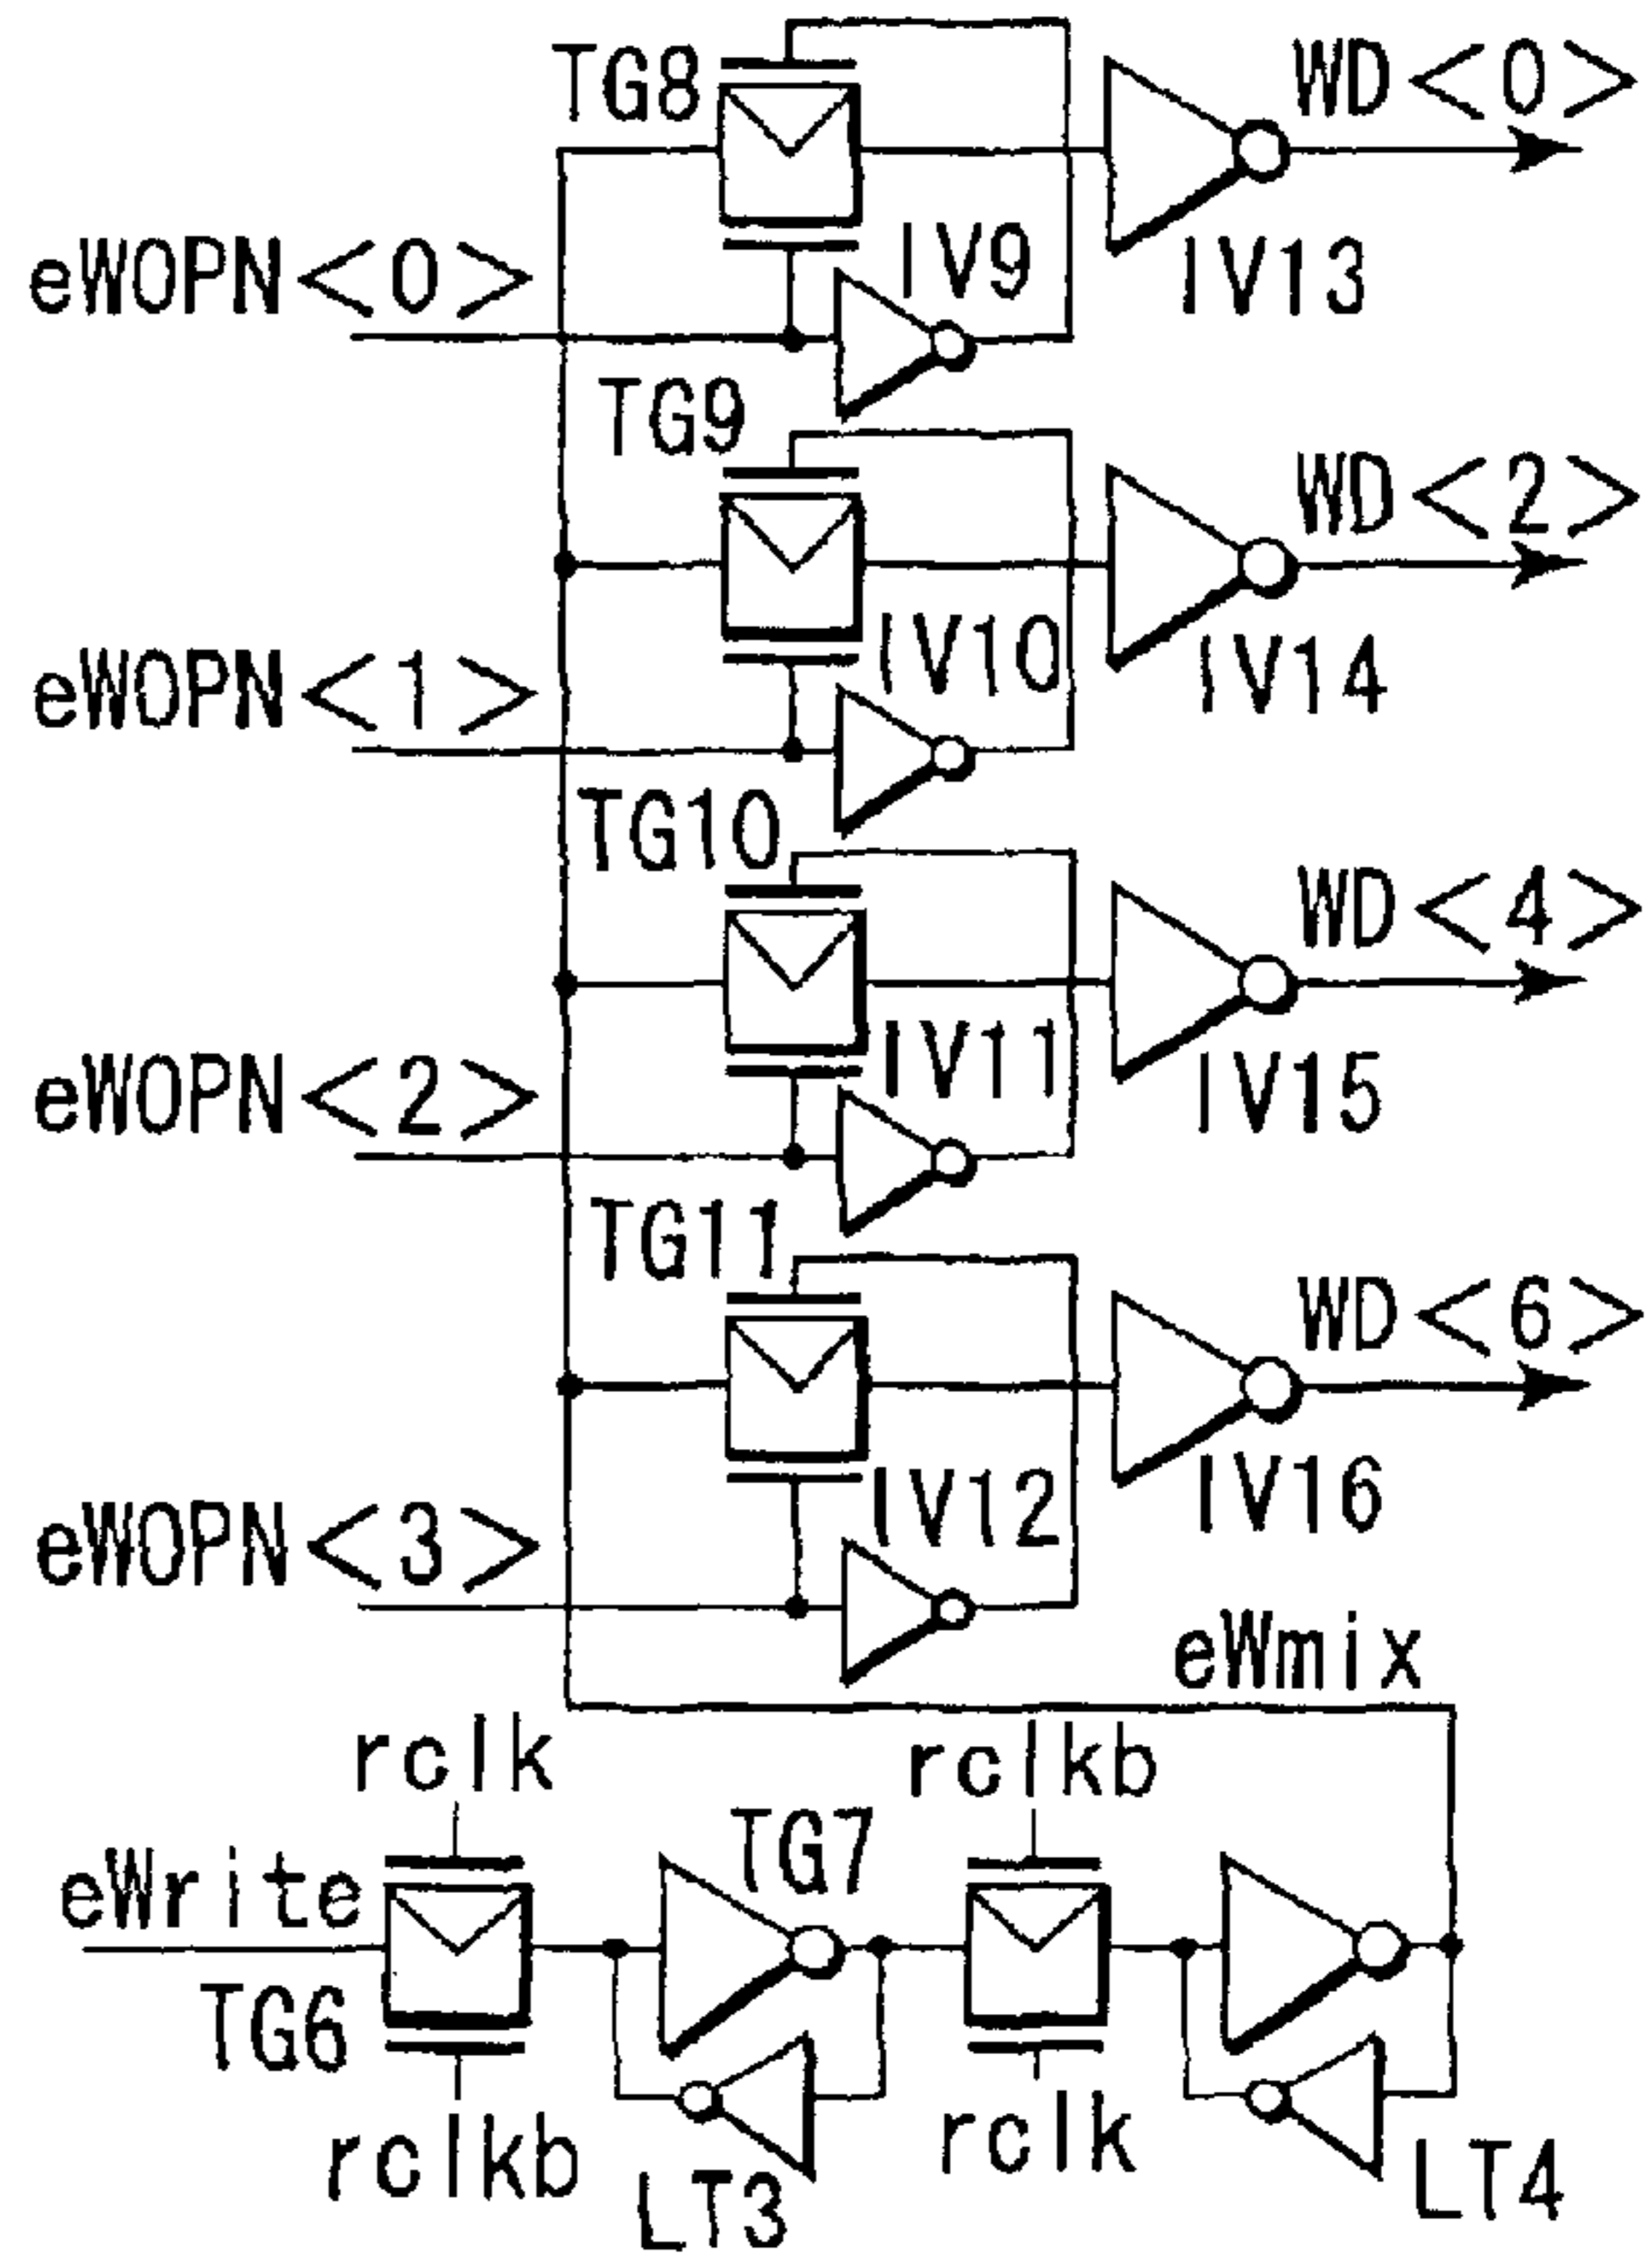 TG8
WD<0>
IV9
eWOPN<0>
IV13
TG9
WD<2>
IV10
eWOPN<1>
IV14
TG10
WD<4>
IV11
eWOPN<2>
IV15
TG11
WD<6>
IV12
eWOPN<3>
IV16
eWmix
rclk
rclkb
TG7
eWrite
TG6
rclkb
rclk
LT3
LT4